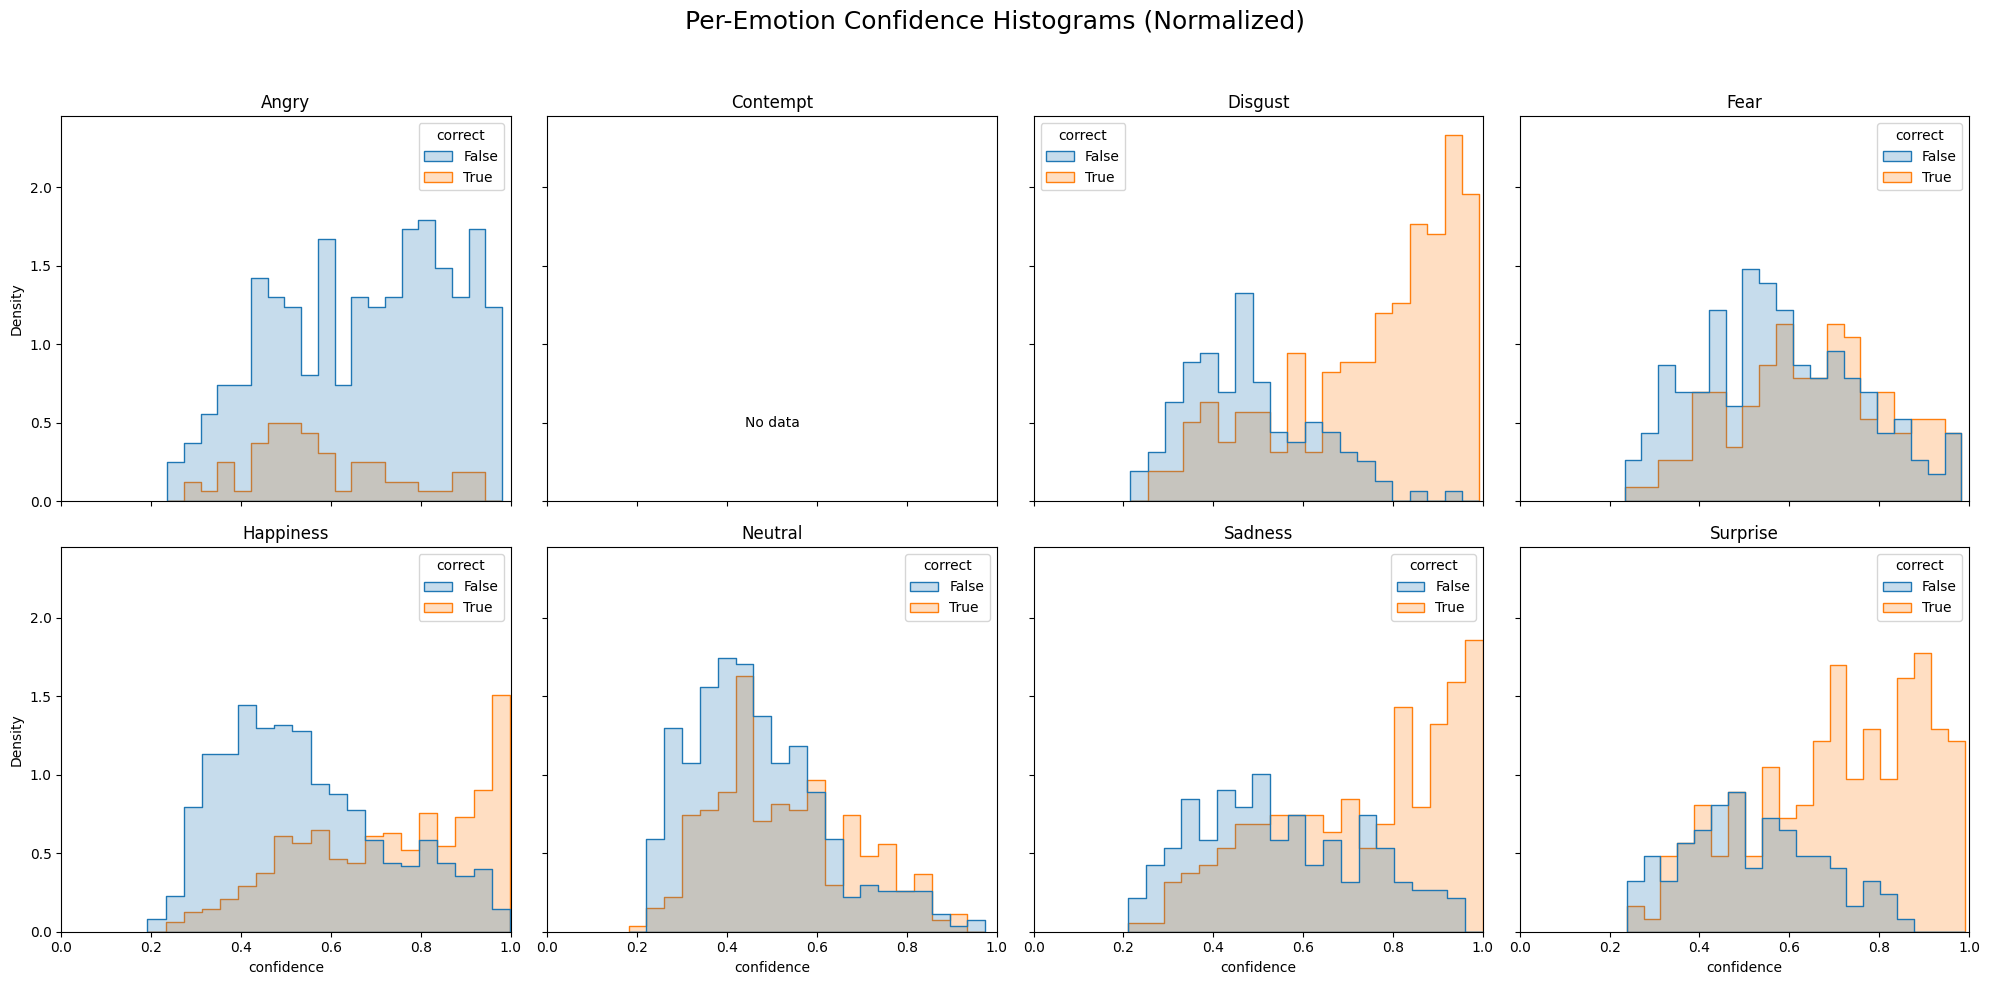 Per-Emotion Confidence Histograms (Normalized)
Angry
Contempt
Disgust
Fear
correct
False
True
correct
False
True
correct
False
True
2.0
1.5
1.0
0.5
0.0
Density
No data
Happiness
Neutral
Sadness
Surprise
correct
False
True
correct
False
True
correct
False
True
correct
False
True
2.0
1.5
1.0
0.5
0.0
Density
0.0 0.2 0.4 0.6 0.8 1.0
0.0 0.2 0.4 0.6 0.8 1.0
0.0 0.2 0.4 0.6 0.8 1.0
0.0 0.2 0.4 0.6 0.8 1.0
confidence
confidence
confidence
confidence